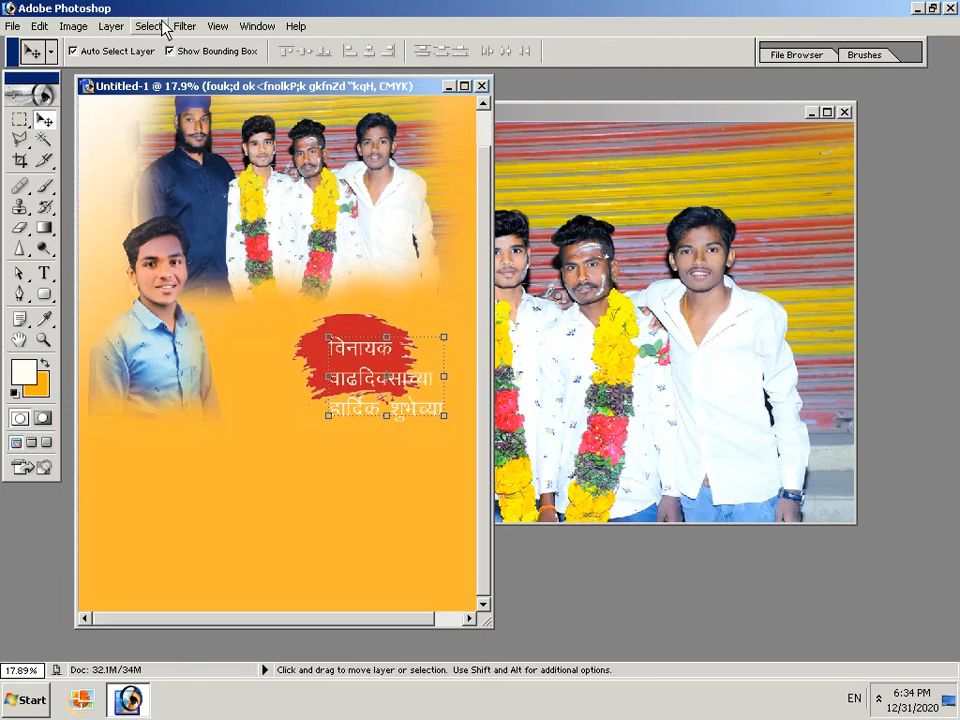 Adobe Photoshop
File Edit Image Layer Select Filter View Window Help
Auto Select Layer Show Bounding Box File Browser Brushes
Untitled-1 @ 17.9% (fouk;d ok<fnolkP;k gkfnZd "kqH, CMYK)
विनायक
वाढदिवसाच्या
हार्दिक शुभेच्या
17.89% Doc: 32.1M/34M Click and drag to move layer or selection. Use Shift and Alt for additional options.
Start EN 6:34 PM
12/31/2020